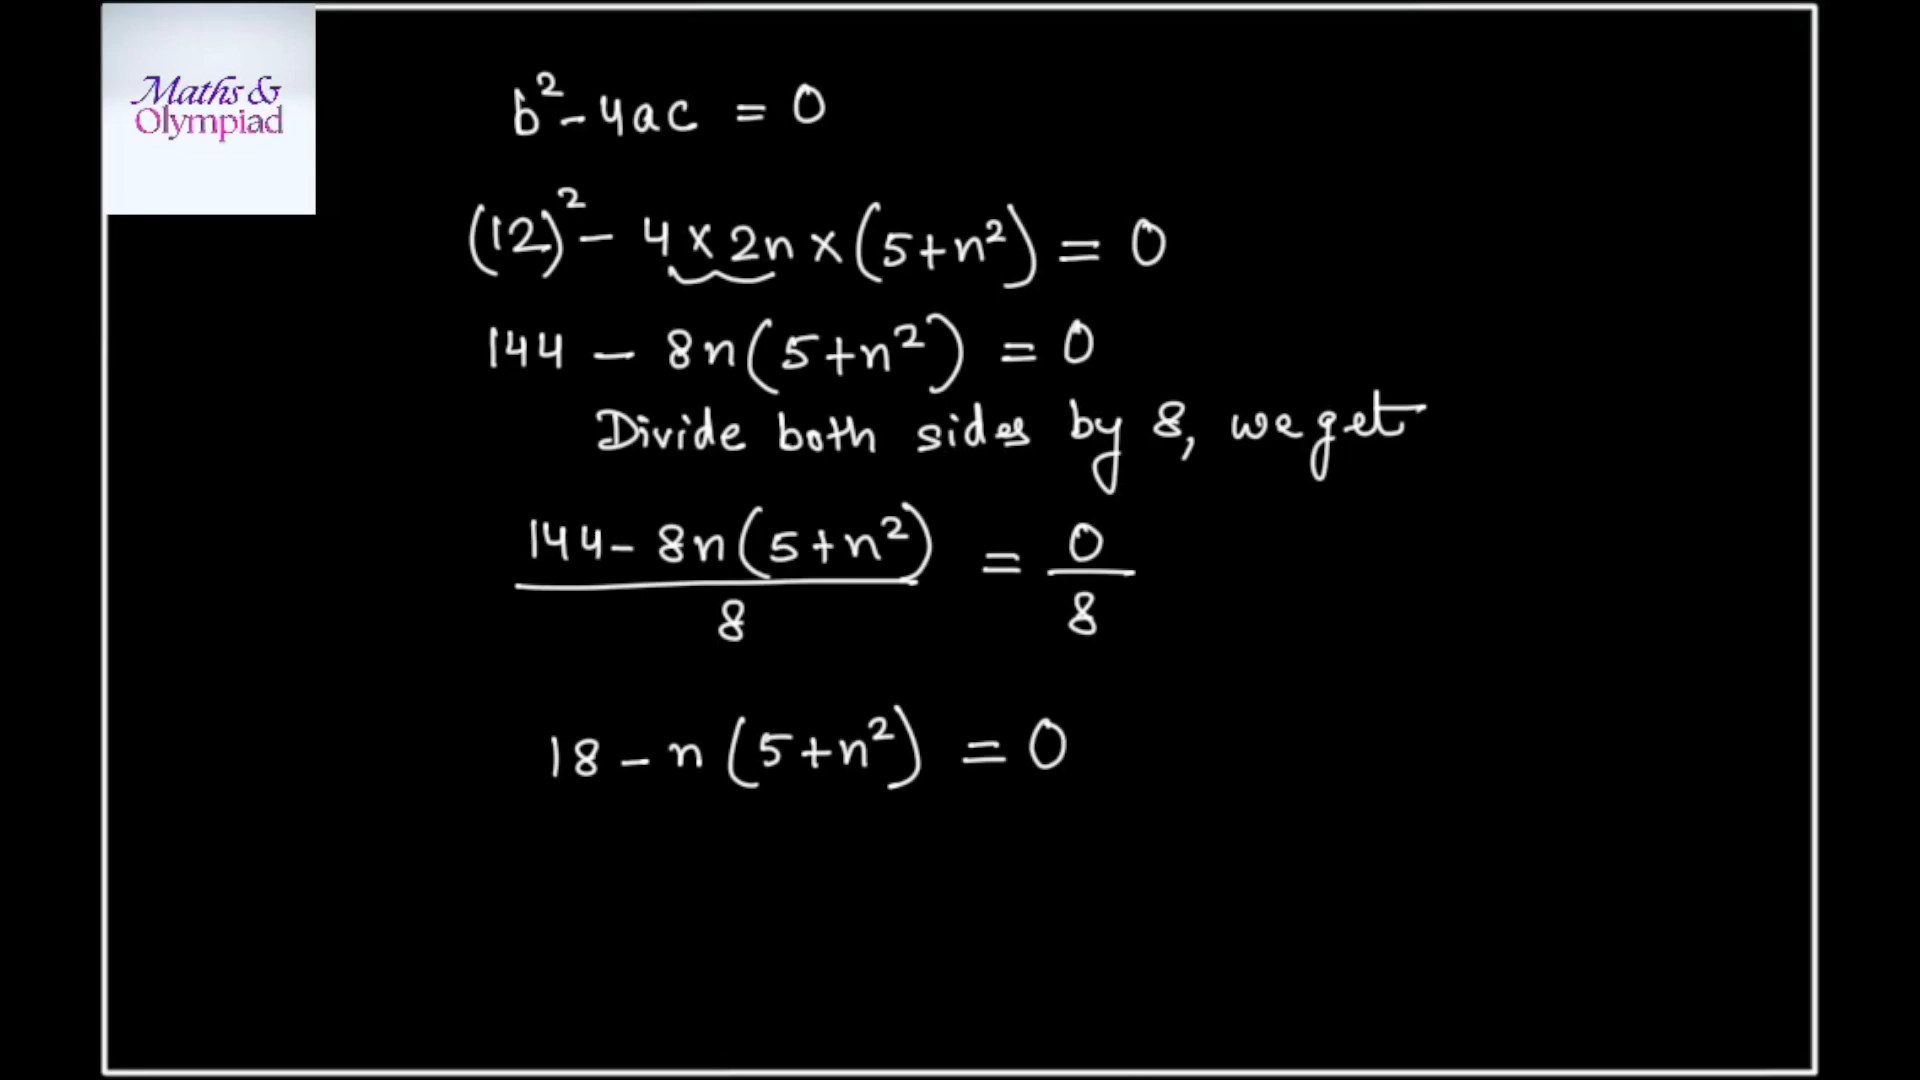 Maths &
Olympiad
b² - 4ac = 0
(12)² - 4 × 2n × (5+n²) = 0
144 - 8n(5+n²) = 0
Divide both sides by 8, we get
144 - 8n(5+n²) / 8 = 0 / 8
18 - n(5+n²) = 0